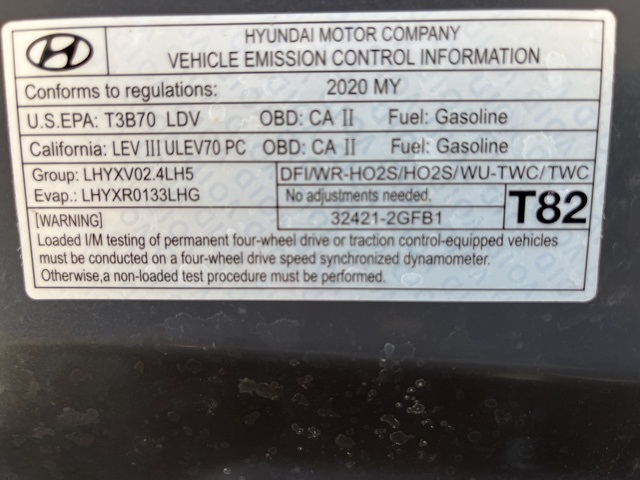 HYUNDAI MOTOR COMPANY
VEHICLE EMISSION CONTROL INFORMATION
Conforms to regulations: 2020 MY
U.S.EPA: T3B70 LDV OBD: CA II Fuel: Gasoline
California: LEV III ULEV70 PC OBD: CA II Fuel: Gasoline
Group: LHYXV02.4LH5 DFI/WR-HO2S/HO2S/WU-TWC/TWC
Evap.: LHYXR0133LHG No adjustments needed. T82
[WARNING] 32421-2GFB1
Loaded I/M testing of permanent four-wheel drive or traction control-equipped vehicles
must be conducted on a four-wheel drive speed synchronized dynamometer.
Otherwise,a non-loaded test procedure must be performed.